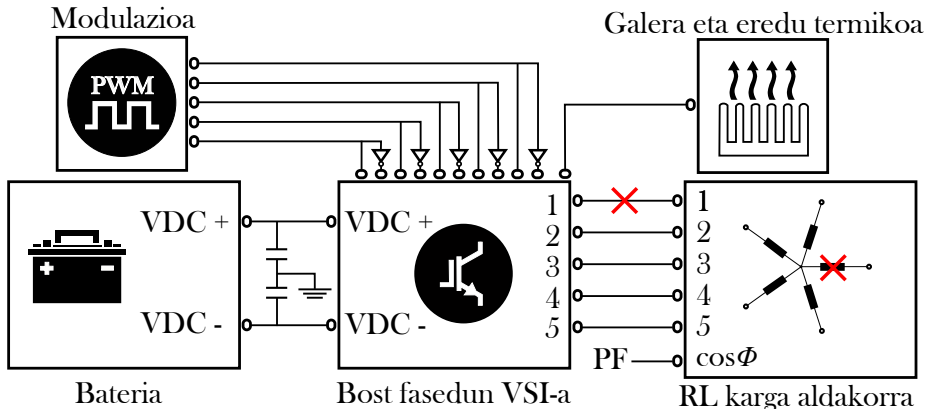 Modulazioa
Galera eta eredu termikoa
PWM
VDC +
VDC -
VDC +
VDC -
1
2
3
4
5
1
2
3
4
5
PF
cosΦ
Bateria
Bost fasedun VSI-a
RL karga aldakorra